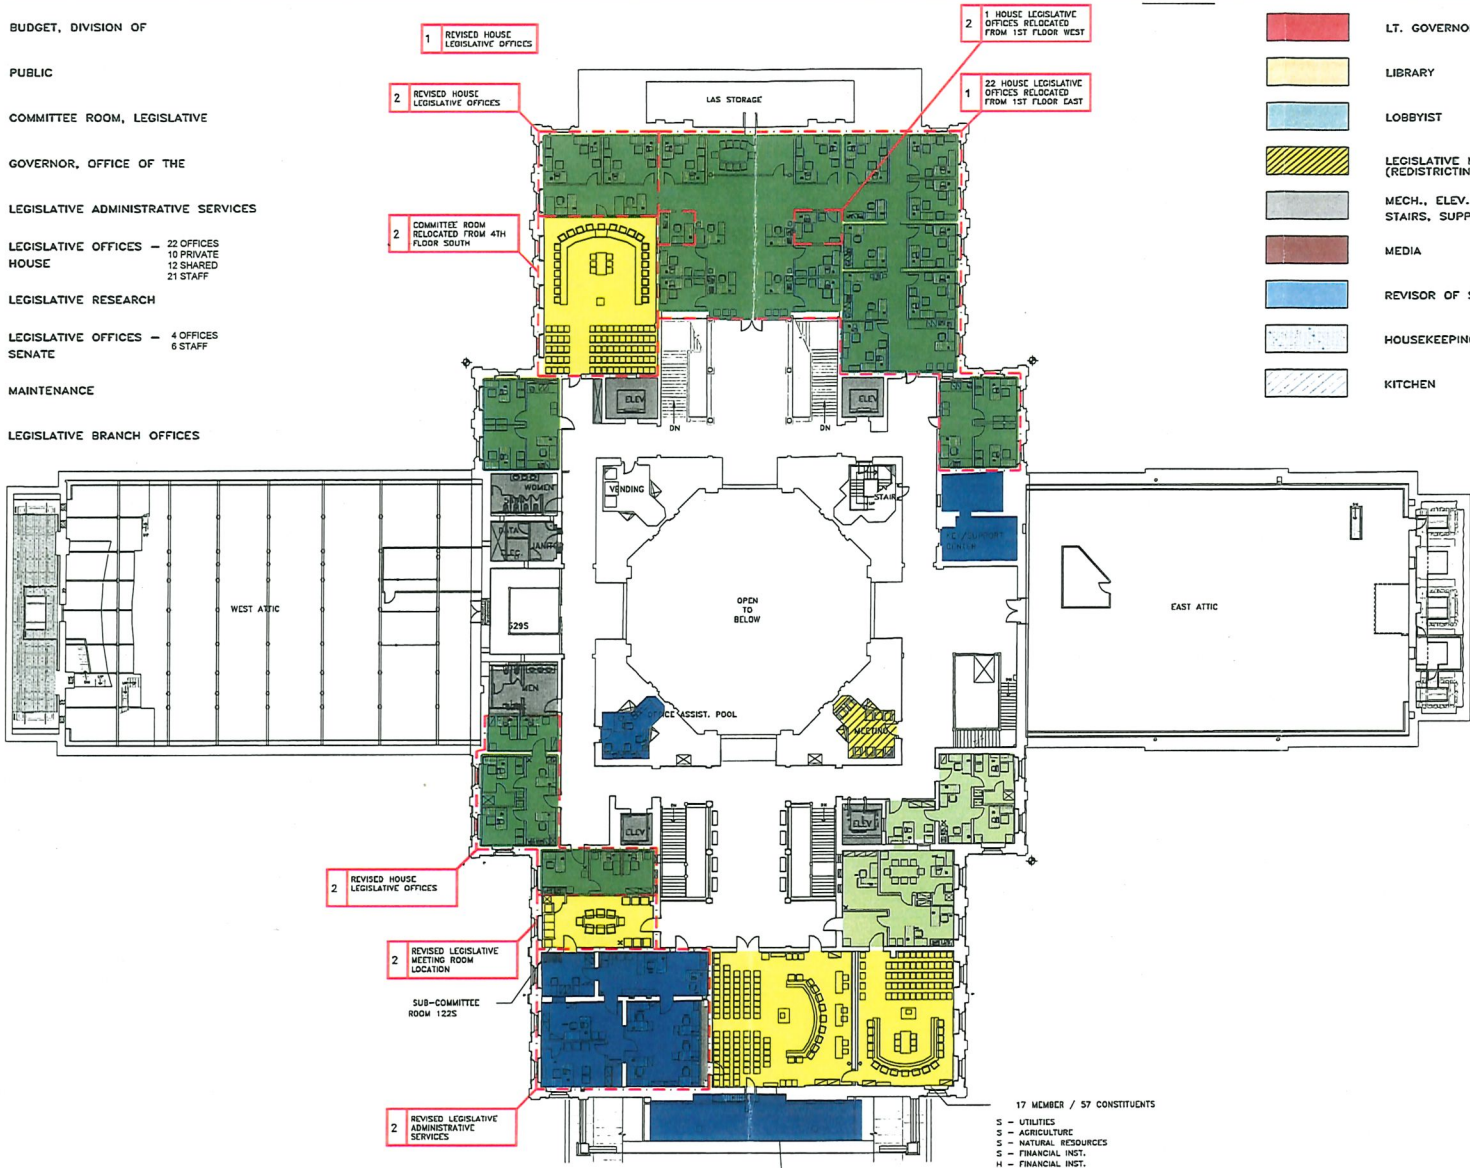 BUDGET, DIVISION OF
PUBLIC
COMMITTEE ROOM, LEGISLATIVE
GOVERNOR, OFFICE OF THE
LEGISLATIVE ADMINISTRATIVE SERVICES
LEGISLATIVE OFFICES – 22 OFFICES
HOUSE 10 PRIVATE
12 SHARED
21 STAFF
LEGISLATIVE RESEARCH
LEGISLATIVE OFFICES – 4 OFFICES
SENATE 6 STAFF
MAINTENANCE
LEGISLATIVE BRANCH OFFICES
1 REVISED HOUSE
LEGISLATIVE OFFICES
2 REVISED HOUSE
LEGISLATIVE OFFICES
2 COMMITTEE ROOM
RELOCATED FROM 4TH
FLOOR SOUTH
2 1 HOUSE LEGISLATIVE
OFFICES RELOCATED
FROM 1ST FLOOR WEST
1 22 HOUSE LEGISLATIVE
OFFICES RELOCATED
FROM 1ST FLOOR EAST
LT. GOVERNO
LIBRARY
LOBBYIST
LEGISLATIVE
(REDISTRICTIN
MECH., ELEV.
STAIRS, SUPP
MEDIA
REVISOR OF S
HOUSEKEEPING
KITCHEN
LAS STORAGE
ELEV
ELEV
DN
DN
WOMEN
VENDING
STAIR
DATA
ELEC.
JANITOR
/SUPPORT
CENTER
WEST ATTIC
529S
OPEN
TO
BELOW
EAST ATTIC
MEN
OFFICE ASSIST. POOL
MEETING
ELEV
ELEV
2 REVISED HOUSE
LEGISLATIVE OFFICES
2 REVISED LEGISLATIVE
MEETING ROOM
LOCATION
SUB-COMMITTEE
ROOM 122S
2 REVISED LEGISLATIVE
ADMINISTRATIVE
SERVICES
17 MEMBER / 57 CONSTITUENTS
S – UTILITIES
S – AGRICULTURE
S – NATURAL RESOURCES
S – FINANCIAL INST.
H – FINANCIAL INST.